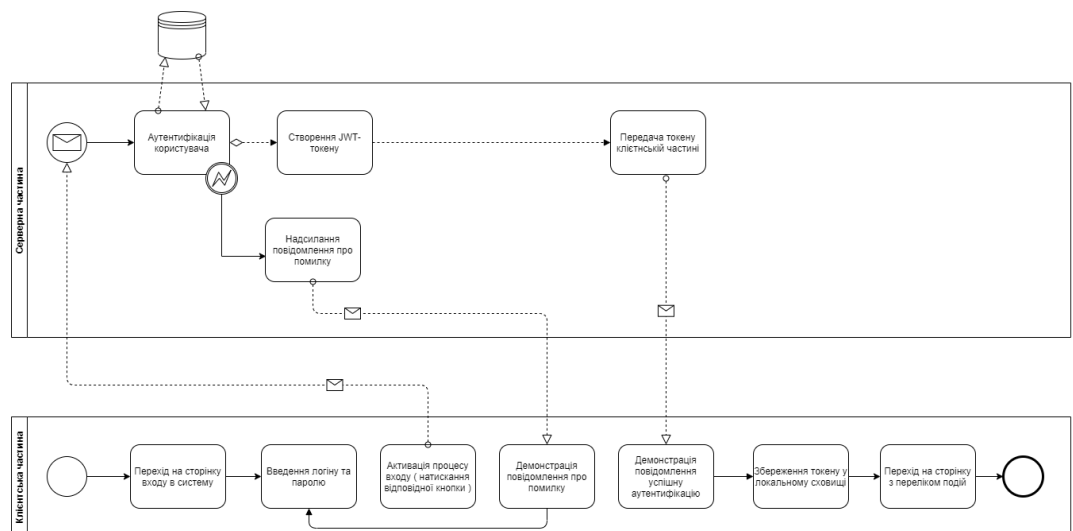 Серверна частина
Аутентифікація
користувача
Створення JWT-
токену
Передача токену
клієтнській частині
Надсилання
повідомлення про
помилку
Клієнтська частина
Перехід на сторінку
входу в систему
Введення логіну та
паролю
Активація процесу
входу ( натискання
відповідної кнопки )
Демонстрація
повідомлення про
помилку
Демонстрація
повідомлення
успішну
аутентифікацію
Збереження токену у
локальному сховищі
Перехід на сторінку
з переліком подій